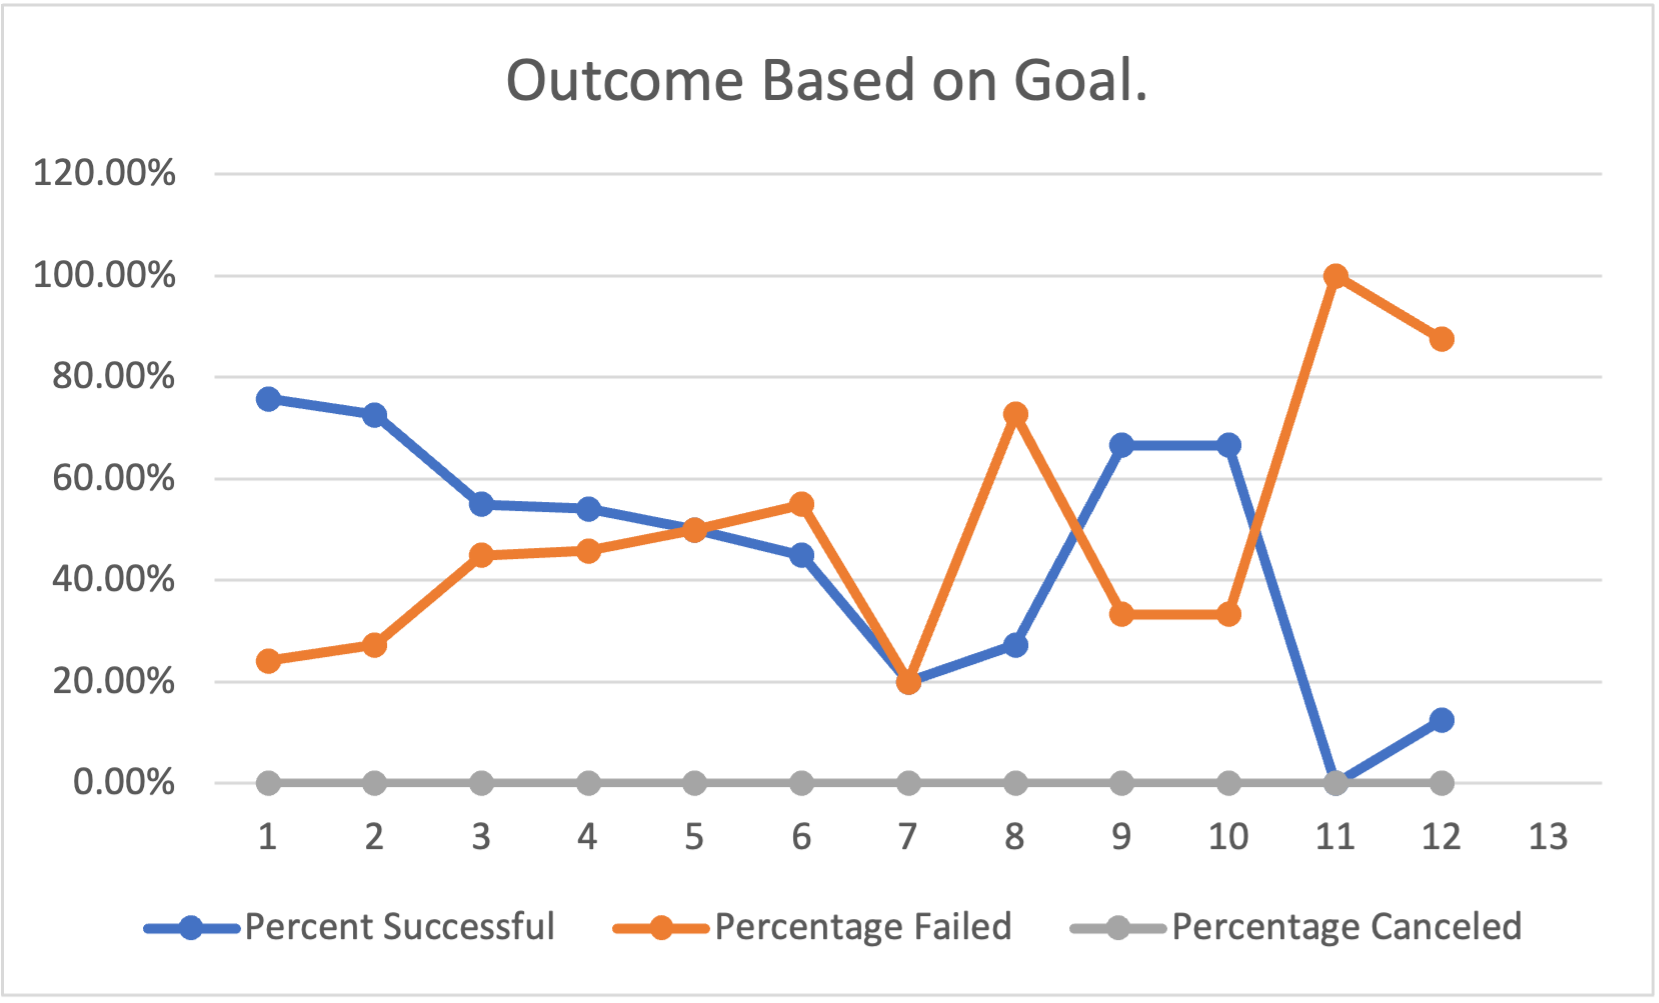 Outcome Based on Goal.
120.00%
100.00%
80.00%
60.00%
40.00%
20.00%
0.00%
1 2 3 4 5 6 7 8 9 10 11 12 13
Percent Successful Percentage Failed Percentage Canceled